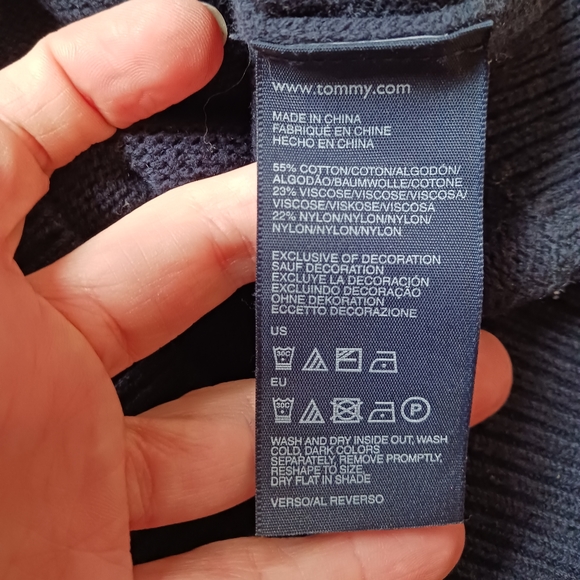 www.tommy.com
MADE IN CHINA
FABRIQUÉ EN CHINE
HECHO EN CHINA
55% COTTON/COTON/ALGODÓN/
ALGODÃO/BAUMWOLLE/COTONE
23% VISCOSE/VISCOSE/VISCOSA/
VISCOSE/VISKOSE/VISCOSA
22% NYLON/NYLON/NYLON/
NYLON/NYLON/NYLON
EXCLUSIVE OF DECORATION
SAUF DECORATION
EXCLUYE LA DECORACIÓN
EXCLUINDO DECORAÇÃO
OHNE DEKORATION
ECCETTO DECORAZIONE
US
30C
EU
30C P
WASH AND DRY INSIDE OUT, WASH
COLD, DARK COLORS
SEPARATELY, REMOVE PROMPTLY,
RESHAPE TO SIZE,
DRY FLAT IN SHADE
VERSO/AL REVERSO